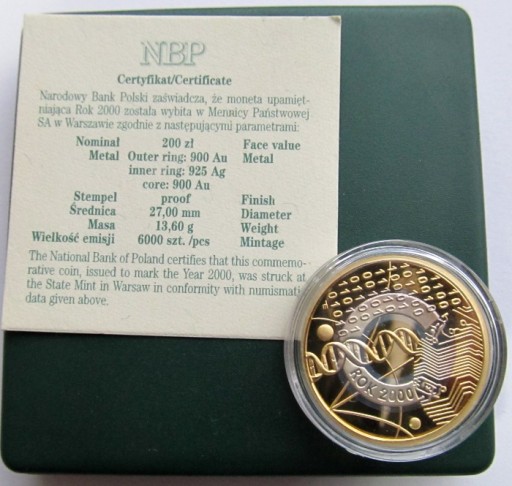 NBP
Certyfikat/Certificate
Narodowy Bank Polski zaświadcza, że moneta upamięt-
niająca Rok 2000 została wybita w Mennicy Państwowej
SA w Warszawie zgodnie z następującymi parametrami:
Nominał 200 zł Face value
Metal Outer ring: 900 Au Metal
inner ring: 925 Ag
core: 900 Au
Stempel proof Finish
Średnica 27,00 mm Diameter
Masa 13,60 g Weight
Wielkość emisji 6000 szt. /pcs Mintage
The National Bank of Poland certifies that this commemo-
rative coin, issued to mark the Year 2000, was struck at
the State Mint in Warsaw in conformity with numismatic
data given above.
ROK 2000